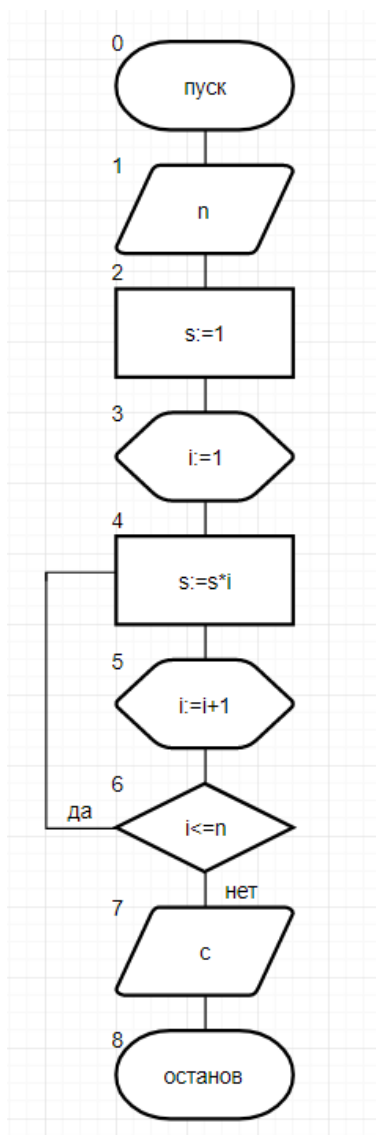 0
пуск
1
n
2
s:=1
3
i:=1
4
s:=s*i
5
i:=i+1
6
да
i<=n
нет
7
с
8
останов